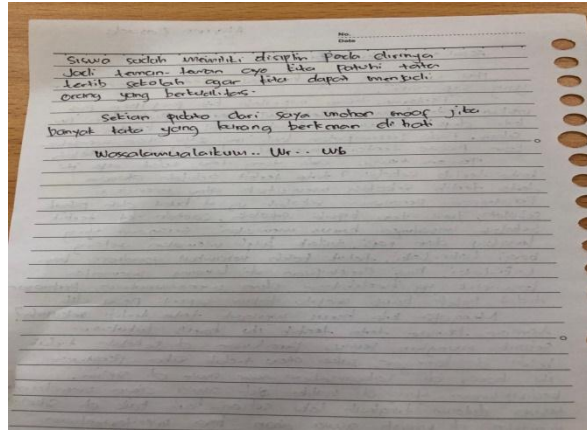 No.
Date
Siswa sudah memiliki disiplin pada dirinya
Jadi teman-teman ayo kita patuhi tata
tertib sekolah agar kita dapat menjadi
orang yang berkualitas.
Sekian pidato dari saya mohon maaf jika
banyak kata yang kurang berkenan di hati
Wassalamualaikum.. Wr.. Wb